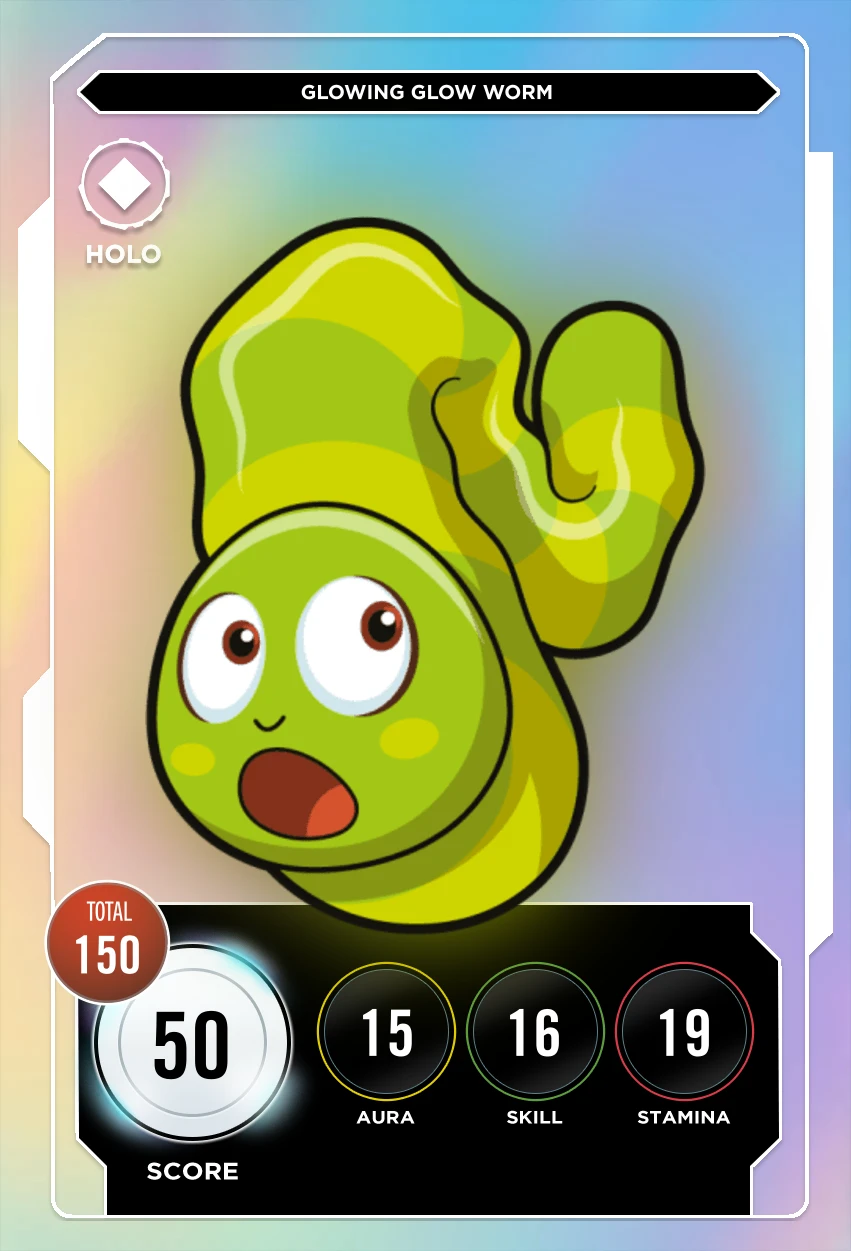 GLOWING GLOW WORM
HOLO
TOTAL
150
50
SCORE
15
AURA
16
SKILL
19
STAMINA